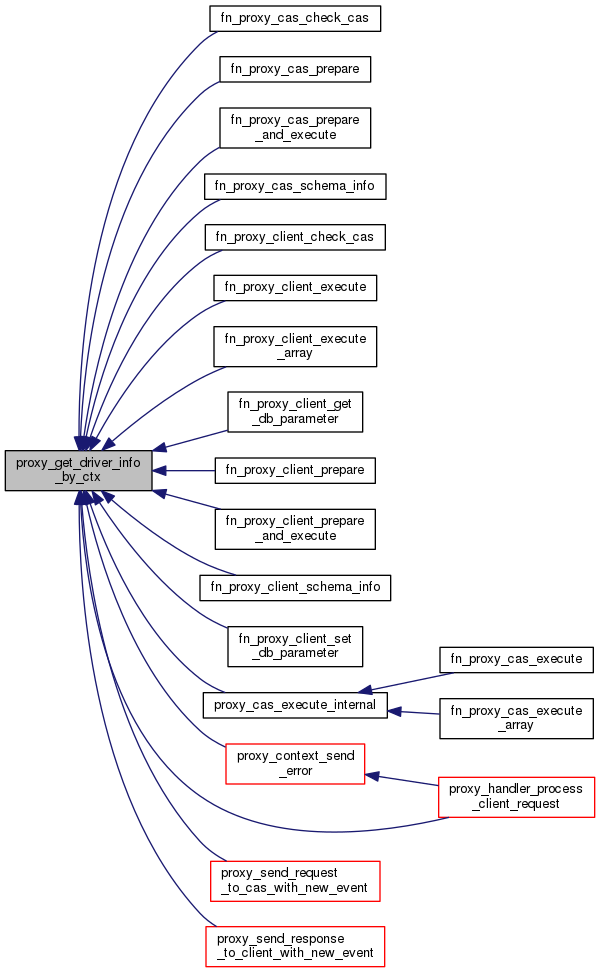 fn_proxy_cas_check_cas
fn_proxy_cas_prepare
fn_proxy_cas_prepare
_and_execute
fn_proxy_cas_schema_info
fn_proxy_client_check_cas
fn_proxy_client_execute
fn_proxy_client_execute
_array
fn_proxy_client_get
_db_parameter
proxy_get_driver_info
_by_ctx
fn_proxy_client_prepare
fn_proxy_client_prepare
_and_execute
fn_proxy_client_schema_info
fn_proxy_client_set
_db_parameter
proxy_cas_execute_internal
fn_proxy_cas_execute
fn_proxy_cas_execute
_array
proxy_context_send
_error
proxy_handler_process
_client_request
proxy_send_request
_to_cas_with_new_event
proxy_send_response
_to_client_with_new_event